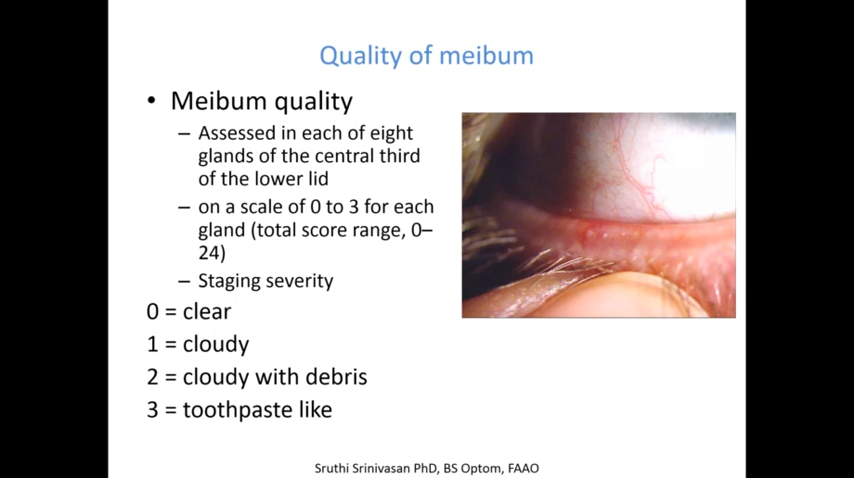 Quality of meibum
• Meibum quality
– Assessed in each of eight
glands of the central third
of the lower lid
– on a scale of 0 to 3 for each
gland (total score range, 0–
24)
– Staging severity
0 = clear
1 = cloudy
2 = cloudy with debris
3 = toothpaste like
Sruthi Srinivasan PhD, BS Optom, FAAO